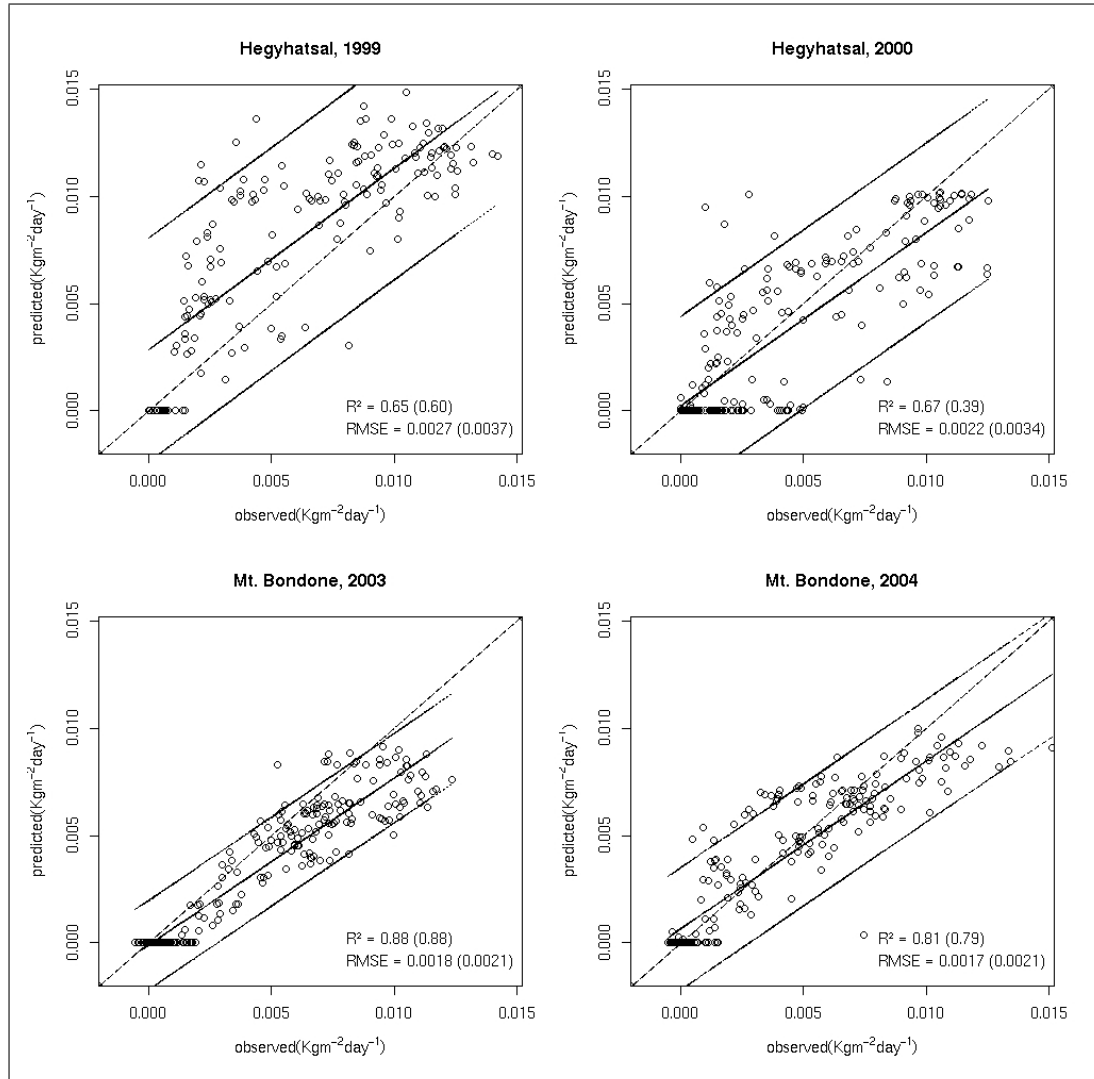 Hegyhatsal, 1999
predicted(Kgm⁻²day⁻¹)
0.015
0.010
0.005
0.000
R² = 0.65 (0.60)
RMSE = 0.0027 (0.0037)
0.000 0.005 0.010 0.015
observed(Kgm⁻²day⁻¹)
Hegyhatsal, 2000
predicted(Kgm⁻²day⁻¹)
0.015
0.010
0.005
0.000
R² = 0.67 (0.39)
RMSE = 0.0022 (0.0034)
0.000 0.005 0.010 0.015
observed(Kgm⁻²day⁻¹)
Mt. Bondone, 2003
predicted(Kgm⁻²day⁻¹)
0.015
0.010
0.005
0.000
R² = 0.88 (0.88)
RMSE = 0.0018 (0.0021)
0.000 0.005 0.010 0.015
observed(Kgm⁻²day⁻¹)
Mt. Bondone, 2004
predicted(Kgm⁻²day⁻¹)
0.015
0.010
0.005
0.000
R² = 0.81 (0.79)
RMSE = 0.0017 (0.0021)
0.000 0.005 0.010 0.015
observed(Kgm⁻²day⁻¹)